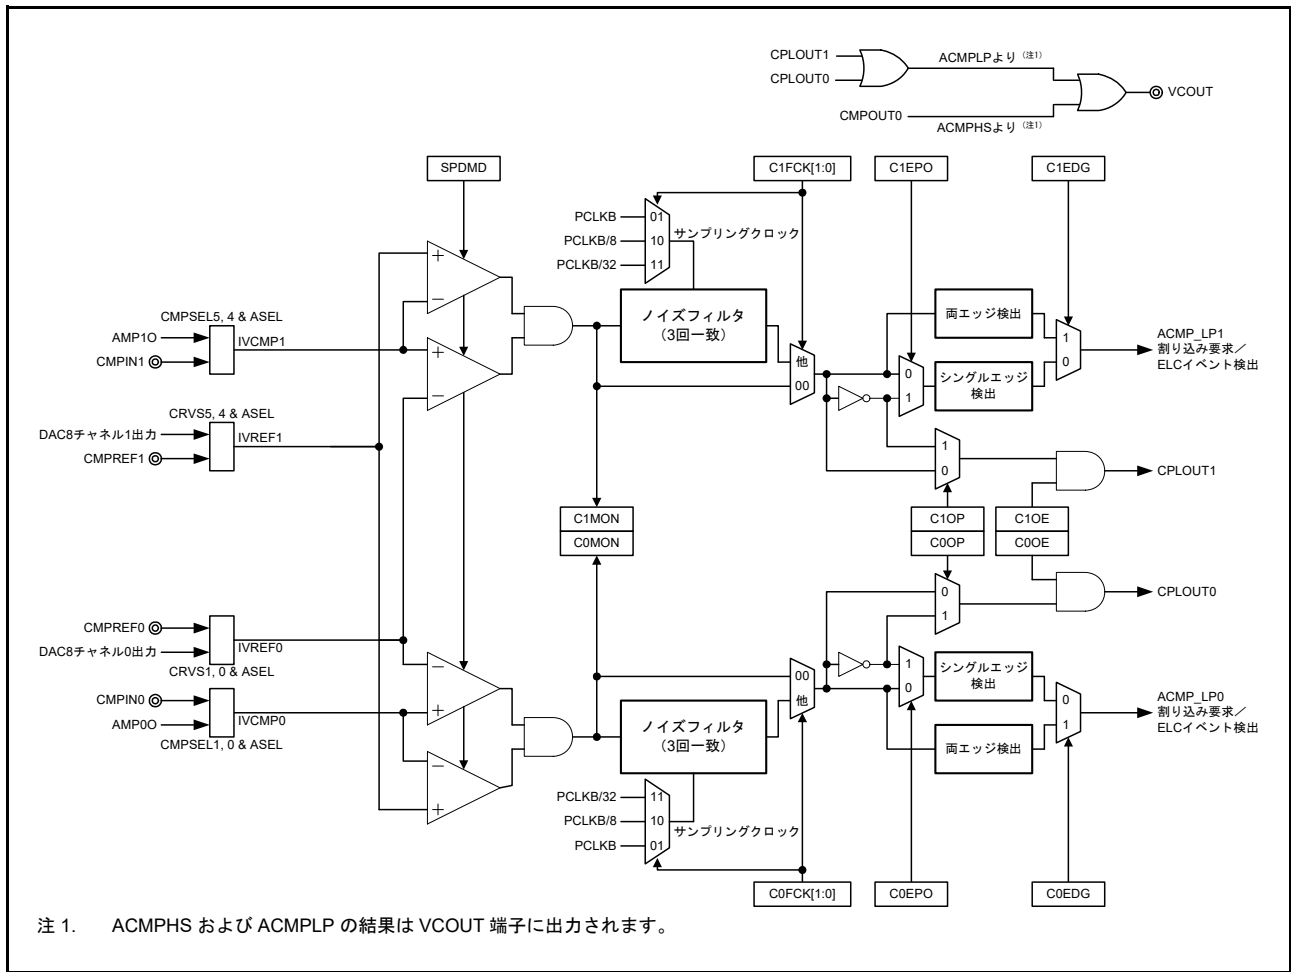 CPLOUT1
CPLOUT0
ACMPLPより (注1)
CMPOUT0
ACMPHSより (注1)
VCOUT
SPDMD
C1FCK[1:0]
C1EPO
C1EDG
PCLKB
PCLKB/8
PCLKB/32
01
10
11
サンプリングクロック
+
−
+
−
CMPSEL5, 4 & ASEL
AMP1O
CMPIN1
IVCMP1
ノイズフィルタ
(3回一致)
他
00
0
1
両エッジ検出
シングルエッジ
検出
1
0
ACMP_LP1
割り込み要求/
ELCイベント検出
CRVS5, 4 & ASEL
DAC8チャネル1出力
CMPREF1
IVREF1
1
0
CPLOUT1
C1MON
C0MON
C1OP
C0OP
C1OE
C0OE
0
1
CPLOUT0
CMPREF0
DAC8チャネル0出力
IVREF0
CRVS1, 0 & ASEL
CMPIN0
AMP0O
IVCMP0
CMPSEL1, 0 & ASEL
−
+
−
+
00
他
ノイズフィルタ
(3回一致)
1
0
シングルエッジ
検出
両エッジ検出
0
1
ACMP_LP0
割り込み要求/
ELCイベント検出
PCLKB/32
PCLKB/8
PCLKB
11
10
01
サンプリングクロック
C0FCK[1:0]
C0EPO
C0EDG
注 1. ACMPHS および ACMPLP の結果は VCOUT 端子に出力されます。